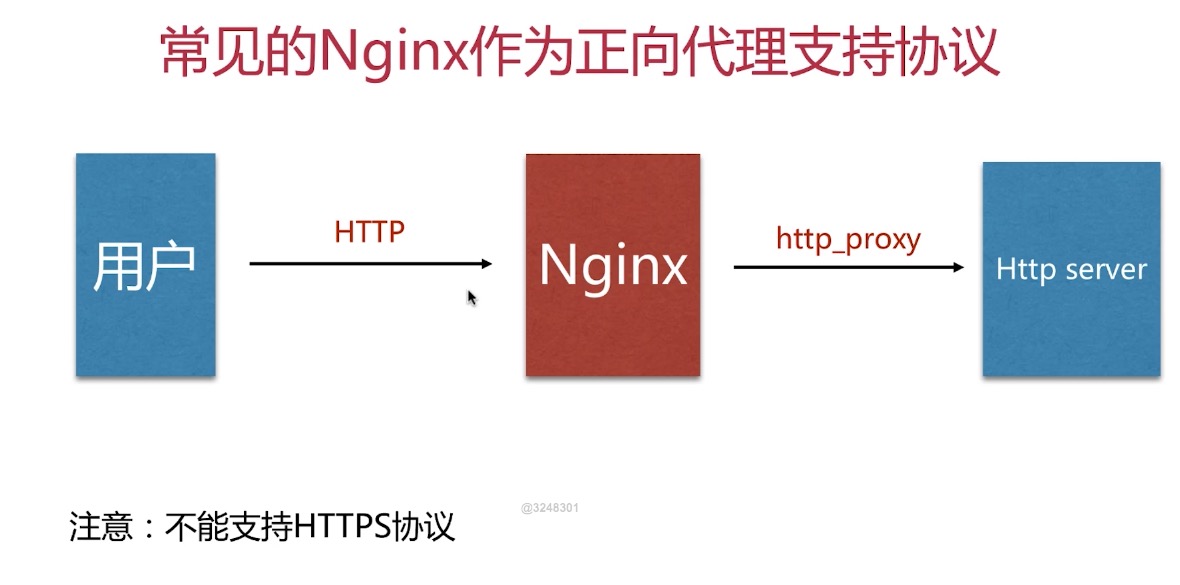 常见的Nginx作为正向代理支持协议
用户
HTTP
Nginx
http_proxy
Http server
注意：不能支持HTTPS协议
@3248301